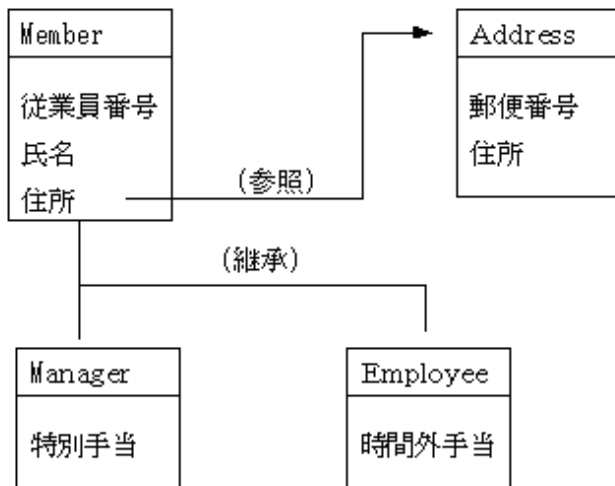 Member
従業員番号
氏名
住所
Address
郵便番号
住所
(参照)
(継承)
Manager
特別手当
Employee
時間外手当